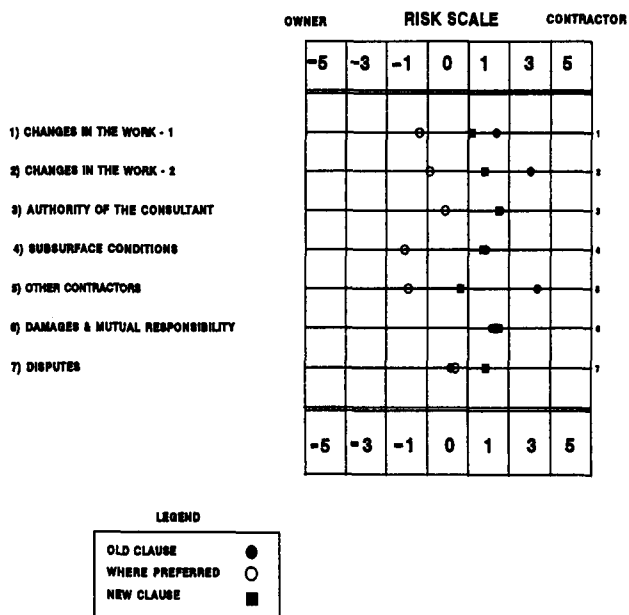 OWNER RISK SCALE CONTRACTOR
-5 -3 -1 0 1 3 5
1) CHANGES IN THE WORK - 1 1
2) CHANGES IN THE WORK - 2 2
3) AUTHORITY OF THE CONSULTANT 3
4) SUBSURFACE CONDITIONS 4
5) OTHER CONTRACTORS 5
6) DAMAGES & MUTUAL RESPONSIBILITY 6
7) DISPUTES 7
-5 -3 -1 0 1 3 5
LEGEND
OLD CLAUSE
WHERE PREFERRED
NEW CLAUSE